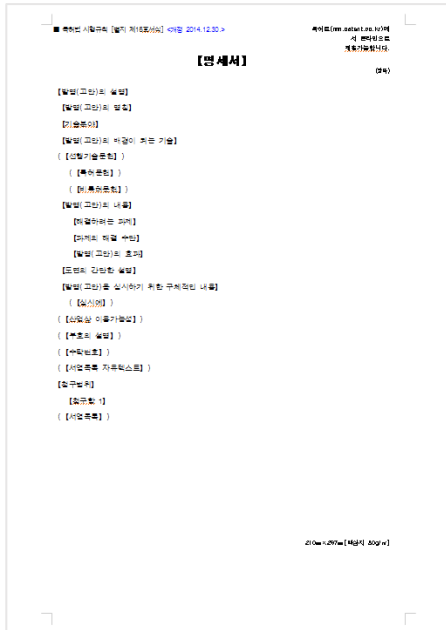 ■ 특허법 시행규칙 [별지 제15호서식] <개정 2014.12.30.>
특허로(www.patent.go.kr)에
서 온라인으로
제출가능합니다.
【명세서】
(앞쪽)
【발명(고안)의 설명】
【발명(고안)의 명칭】
【기술분야】
【발명(고안)의 배경이 되는 기술】
(【선행기술문헌】)
(【특허문헌】)
(【비특허문헌】)
【발명(고안)의 내용】
【해결하려는 과제】
【과제의 해결 수단】
【발명(고안)의 효과】
【도면의 간단한 설명】
【발명(고안)을 실시하기 위한 구체적인 내용】
(【실시예】)
(【산업상 이용가능성】)
(【부호의 설명】)
(【수탁번호】)
(【서열목록 자유텍스트】)
【청구범위】
【청구항 1】
(【서열목록】)
210㎜×297㎜[백상지 80g/㎡]